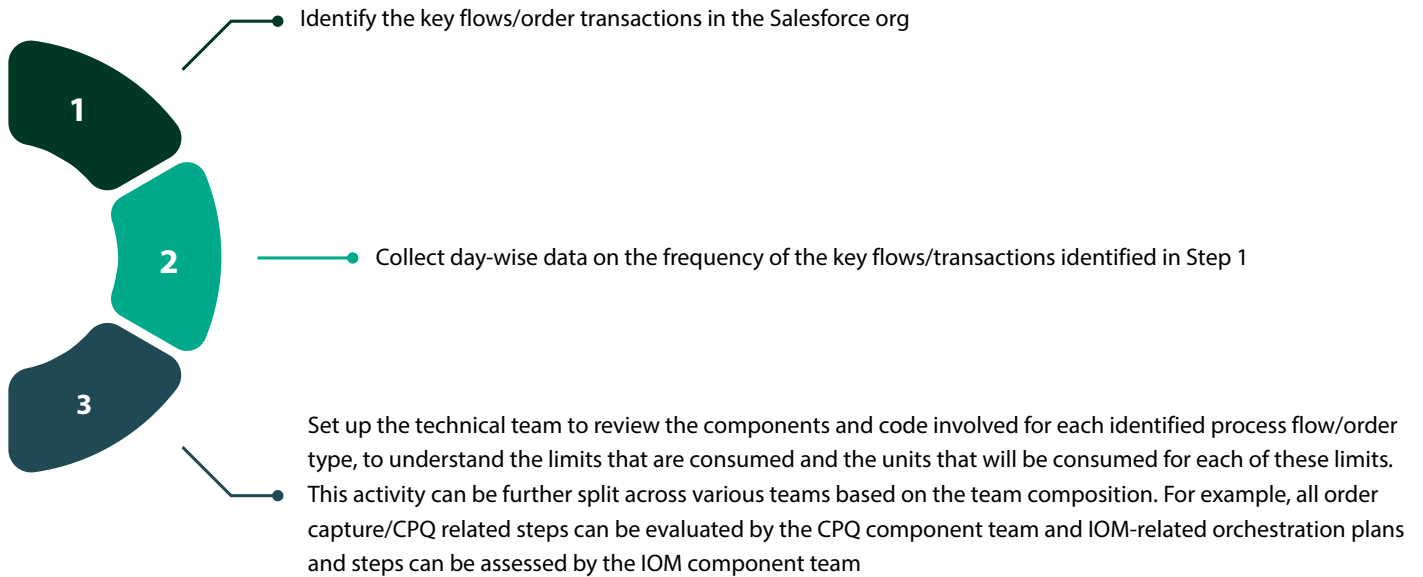 Identify the key flows/order transactions in the Salesforce org
1
2
Collect day-wise data on the frequency of the key flows/transactions identified in Step 1
3
Set up the technical team to review the components and code involved for each identified process flow/order
type, to understand the limits that are consumed and the units that will be consumed for each of these limits.
This activity can be further split across various teams based on the team composition. For example, all order
capture/CPQ related steps can be evaluated by the CPQ component team and IOM-related orchestration plans
and steps can be assessed by the IOM component team